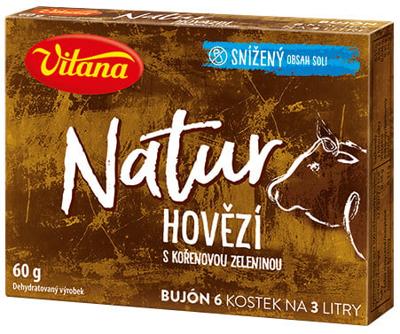 Vitana
SNÍŽENÝ OBSAH SOLI
Natur
HOVĚZÍ
S KOŘENOVOU ZELENINOU
60 g
Dehydratovaný výrobek
BUJÓN 6 KOSTEK NA 3 LITRY